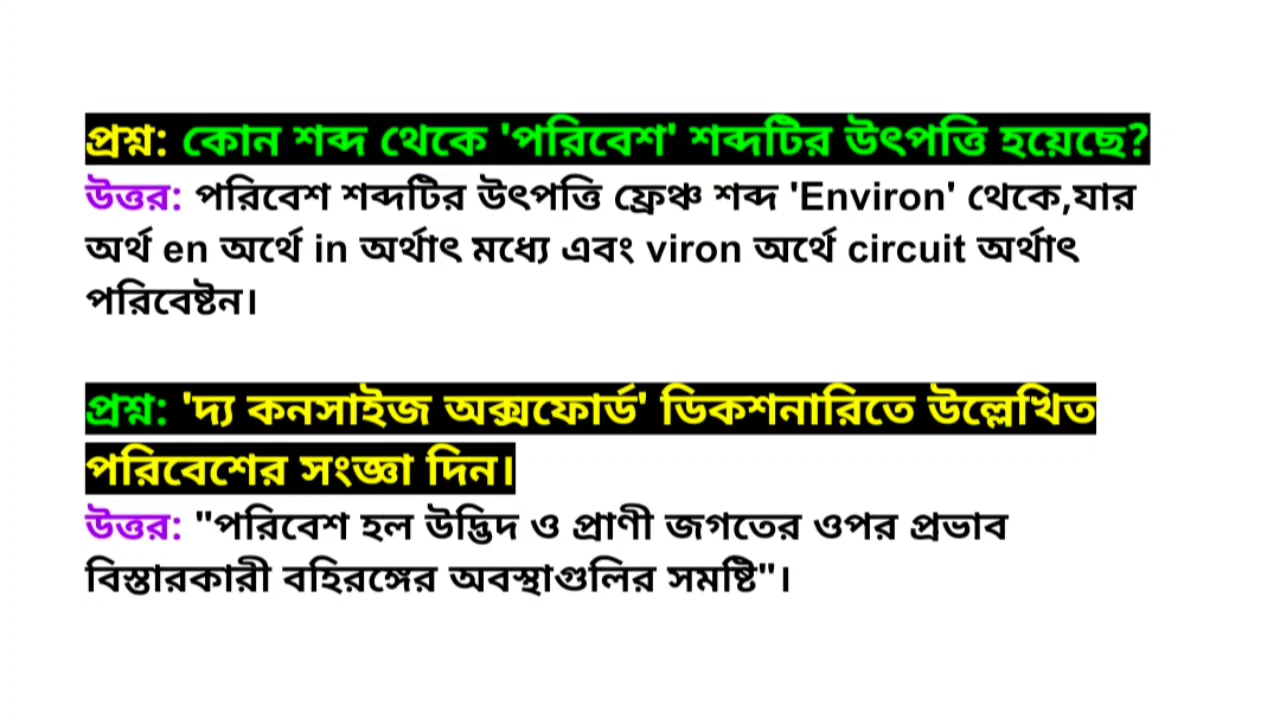 প্রশ্ন: কোন শব্দ থেকে 'পরিবেশ' শব্দটির উৎপত্তি হয়েছে?
উত্তর: পরিবেশ শব্দটির উৎপত্তি ফ্রেঞ্চ শব্দ 'Environ' থেকে,যার
অর্থ en অর্থে in অর্থাৎ মধ্যে এবং viron অর্থে circuit অর্থাৎ
পরিবেষ্টন।
প্রশ্ন: 'দ্য কনসাইজ অক্সফোর্ড' ডিকশনারিতে উল্লেখিত
পরিবেশের সংজ্ঞা দিন।
উত্তর: "পরিবেশ হল উদ্ভিদ ও প্রাণী জগতের ওপর প্রভাব
বিস্তারকারী বহিরঙ্গের অবস্থাগুলির সমষ্টি"।